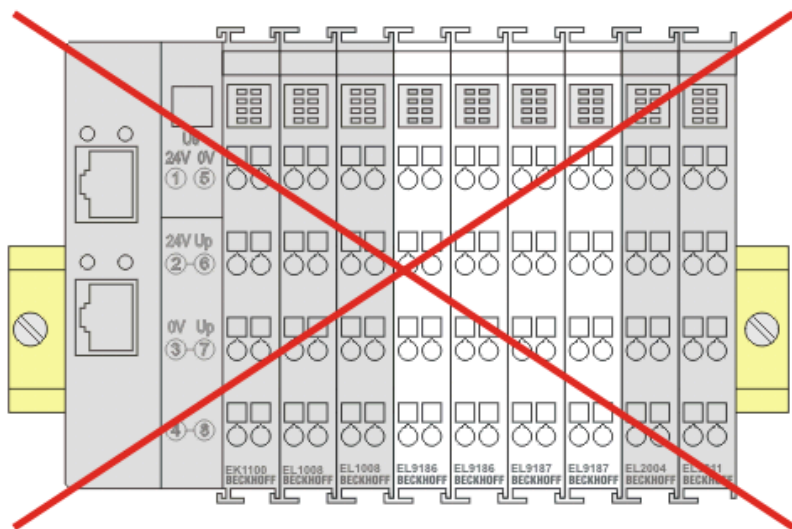 24V 0V
1 5
24V Up
2 6
0V Up
3 7
4 8
EK1100 EL1008 EL1008 EL9186 EL9186 EL9187 EL9187 EL2004
BECKHOFF BECKHOFF BECKHOFF BECKHOFF BECKHOFF BECKHOFF BECKHOFF BECKHOFF BECKHOFF